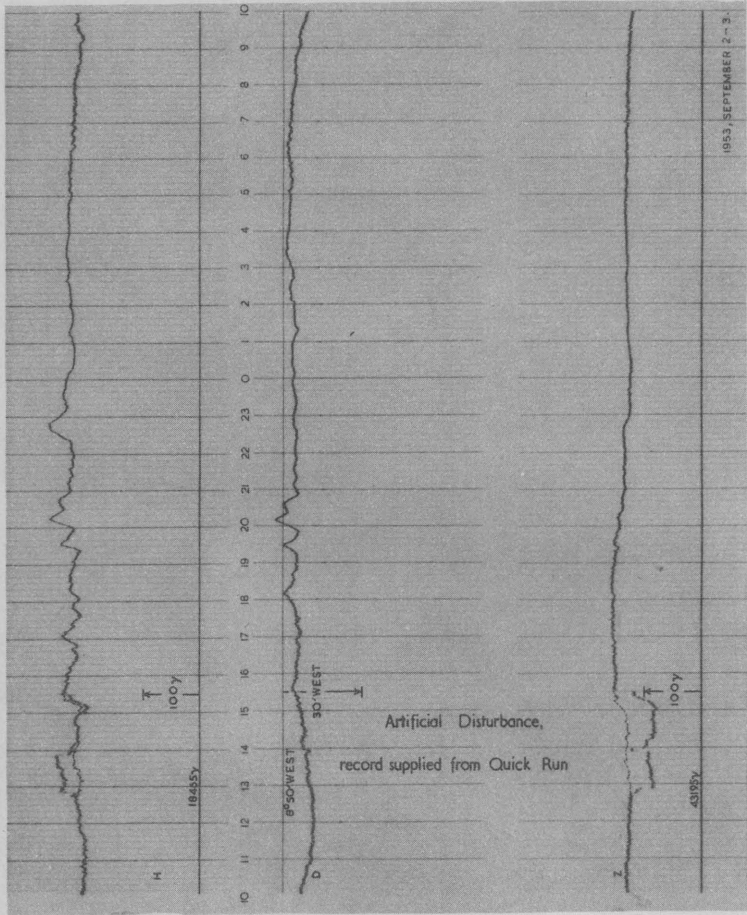 1953, SEPTEMBER 2-3.
H
18455γ
100γ
10 11 12 13 14 15 16 17 18 19 20 21 22 23 0 1 2 3 4 5 6 7 8 9 10
D
8°50' WEST
30' WEST
Artificial Disturbance,
record supplied from Quick Run
Z
43195γ
100γ